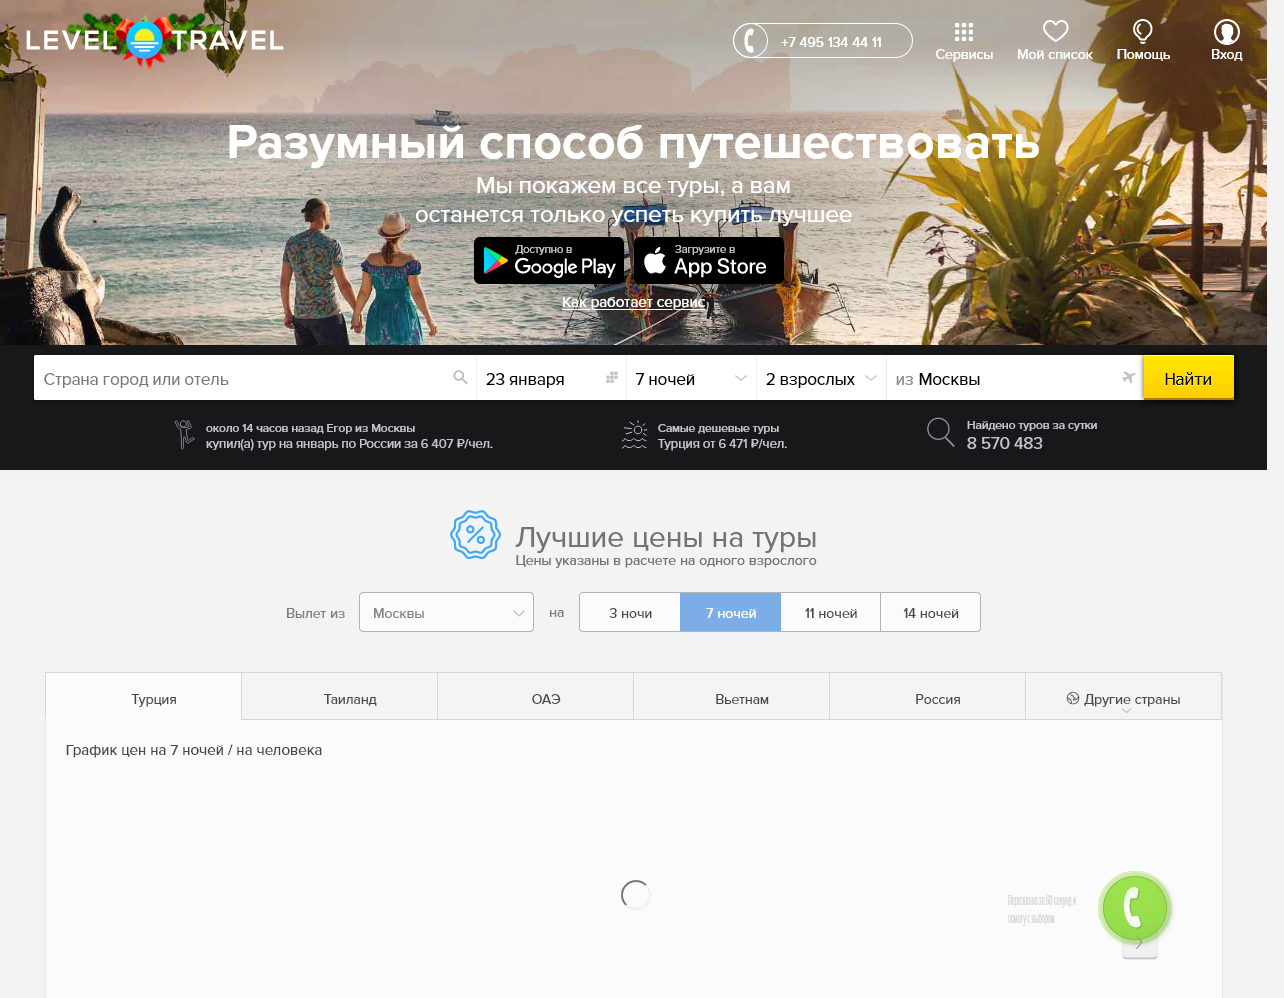 LEVEL TRAVEL
+7 495 134 44 11
Сервисы
Мой список
Помощь
Вход
Разумный способ путешествовать
Мы покажем все туры, а вам
останется только успеть купить лучшее
Доступно в
Google Play
Загрузите в
App Store
Как работает сервис
Страна город или отель
23 января
7 ночей
2 взрослых
из Москвы
Найти
около 14 часов назад Егор из Москвы
купил(а) тур на январь по России за 6 407 ₽/чел.
Самые дешевые туры
Турция от 6 471 ₽/чел.
Найдено туров за сутки
8 570 483
Лучшие цены на туры
Цены указаны в расчете на одного взрослого
Вылет из
Москвы
на
3 ночи
7 ночей
11 ночей
14 ночей
Турция
Таиланд
ОАЭ
Вьетнам
Россия
Другие страны
График цен на 7 ночей / на человека
Перезвоню за 60 секунд и
помогу с выбором